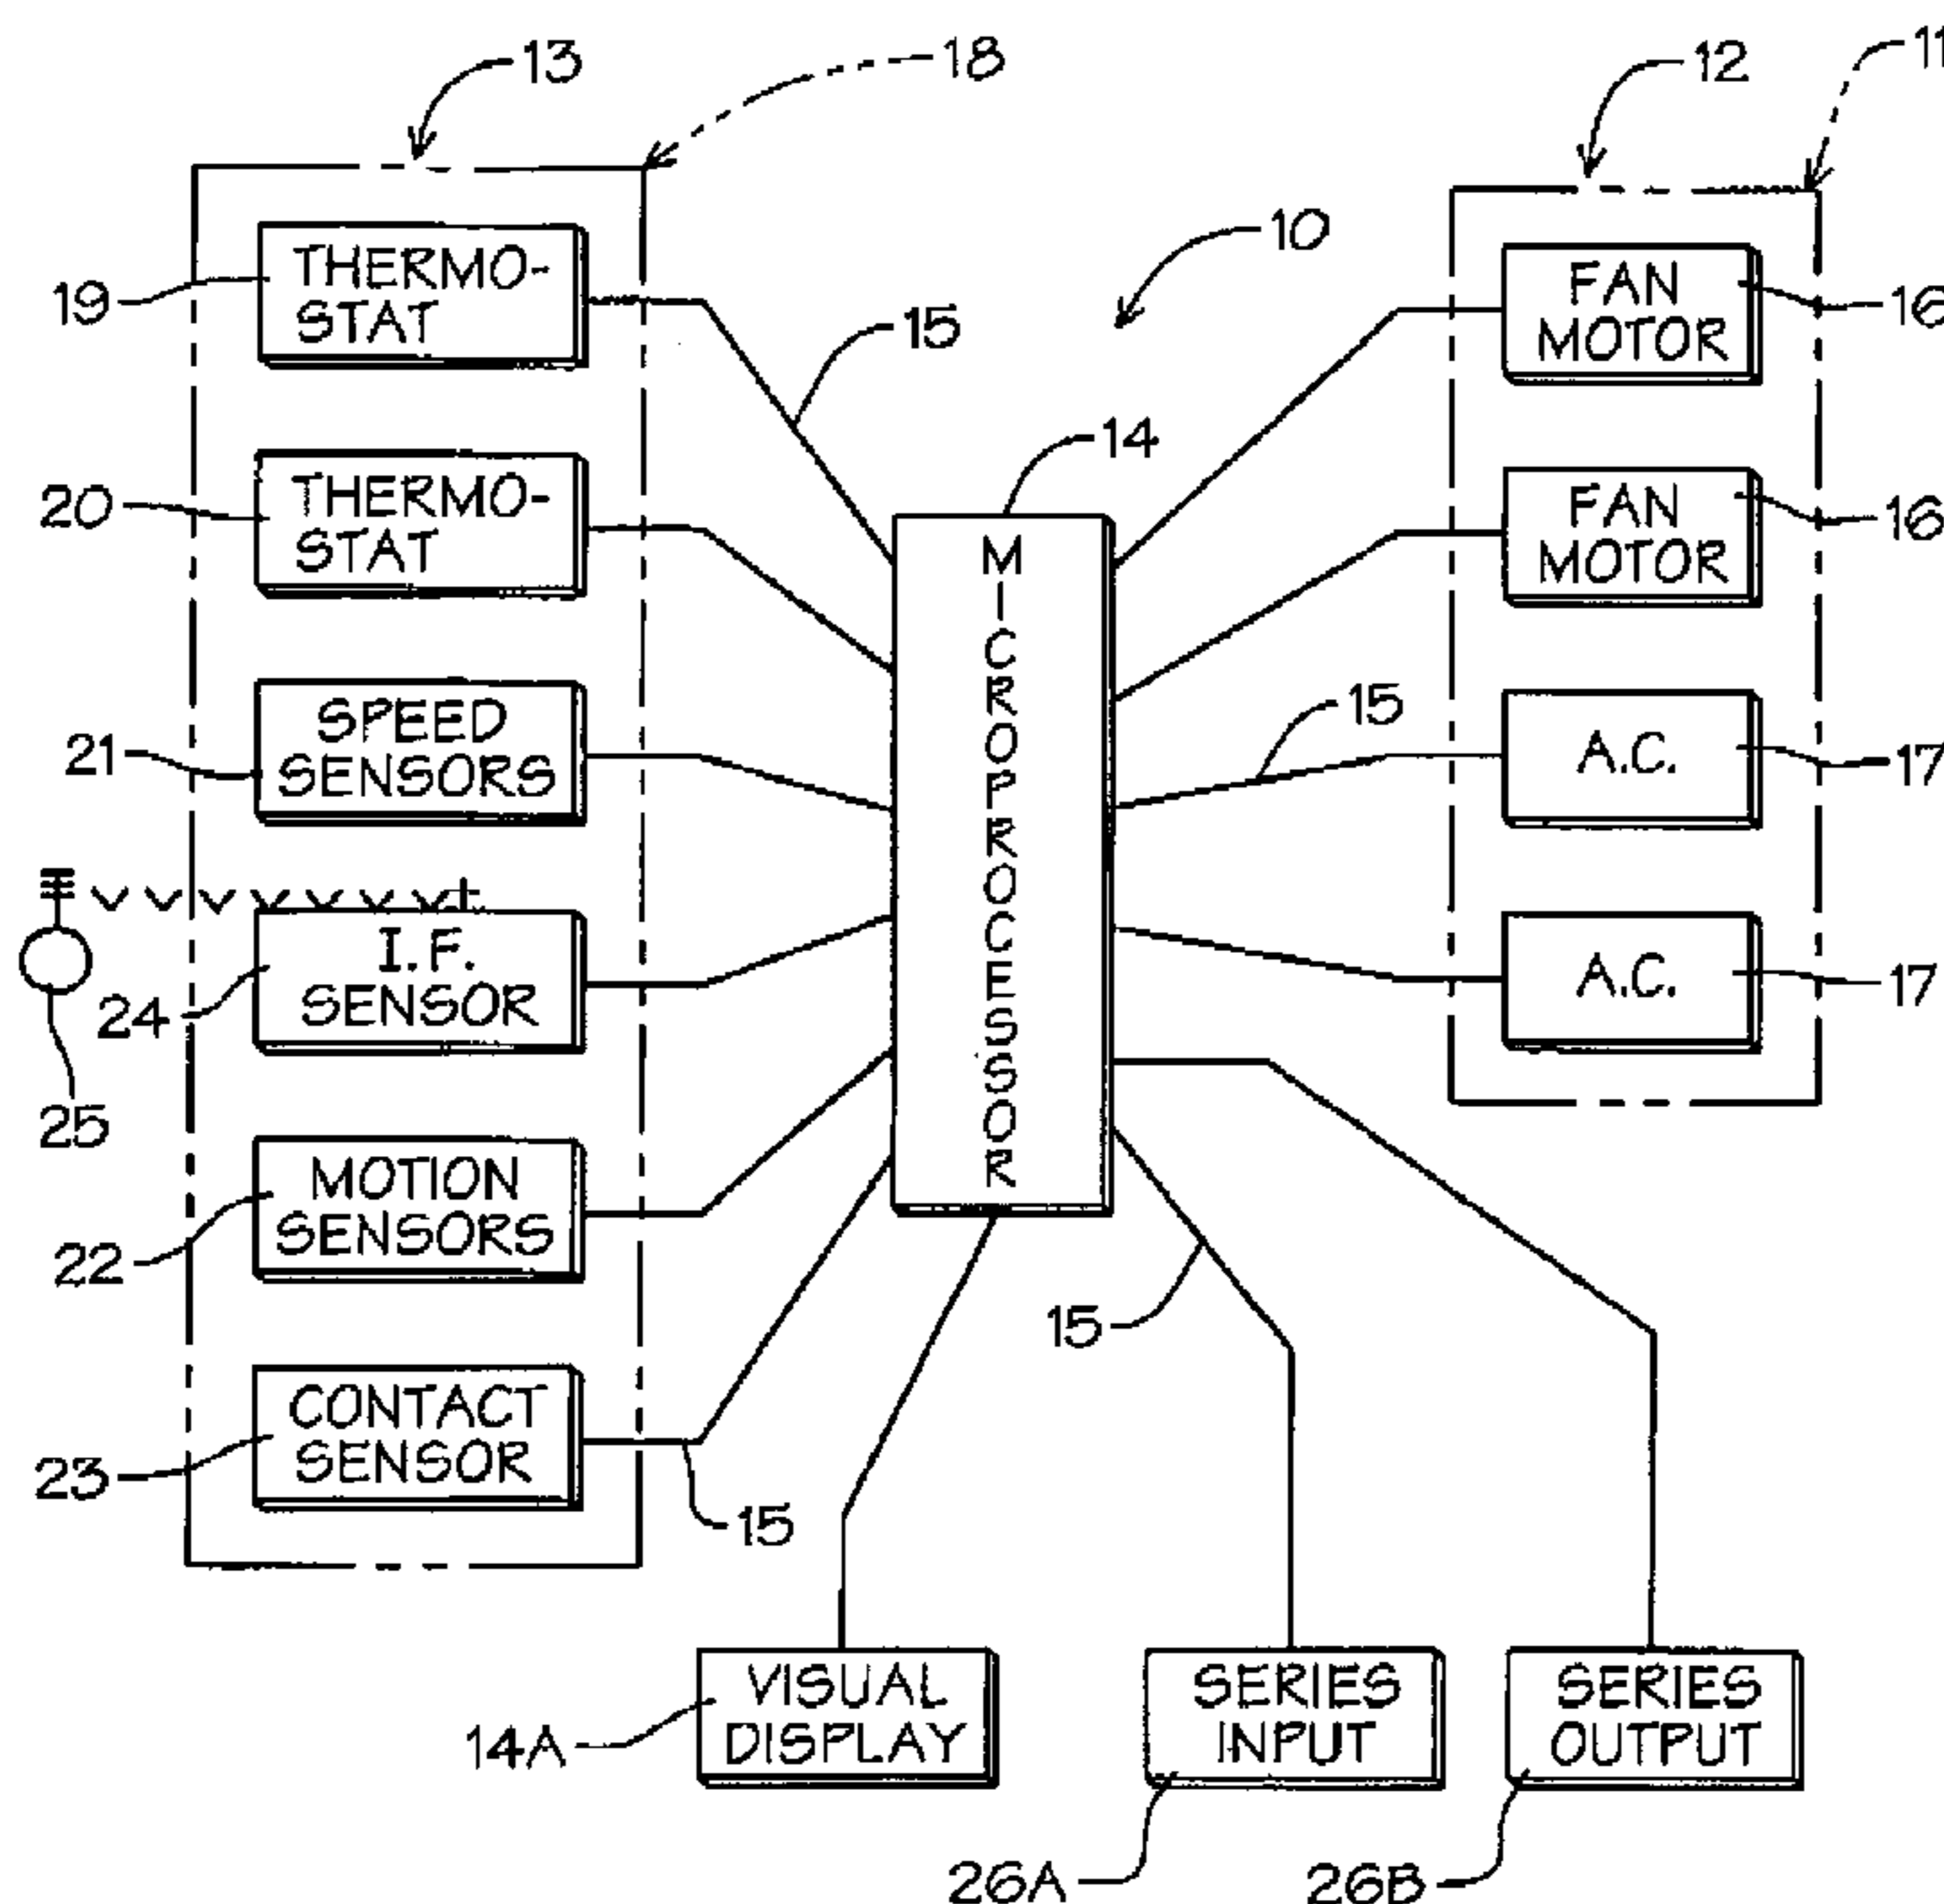 13
18
12
11
10
THERMO-
STAT
19
15
FAN
MOTOR
16
14
THERMO-
STAT
20
FAN
MOTOR
16
MICROPROCESSOR
SPEED
SENSORS
21
15
A.C.
17
I.F.
SENSOR
24
25
A.C.
17
MOTION
SENSORS
22
15
CONTACT
SENSOR
23
15
VISUAL
DISPLAY
14A
SERIES
INPUT
26A
SERIES
OUTPUT
26B